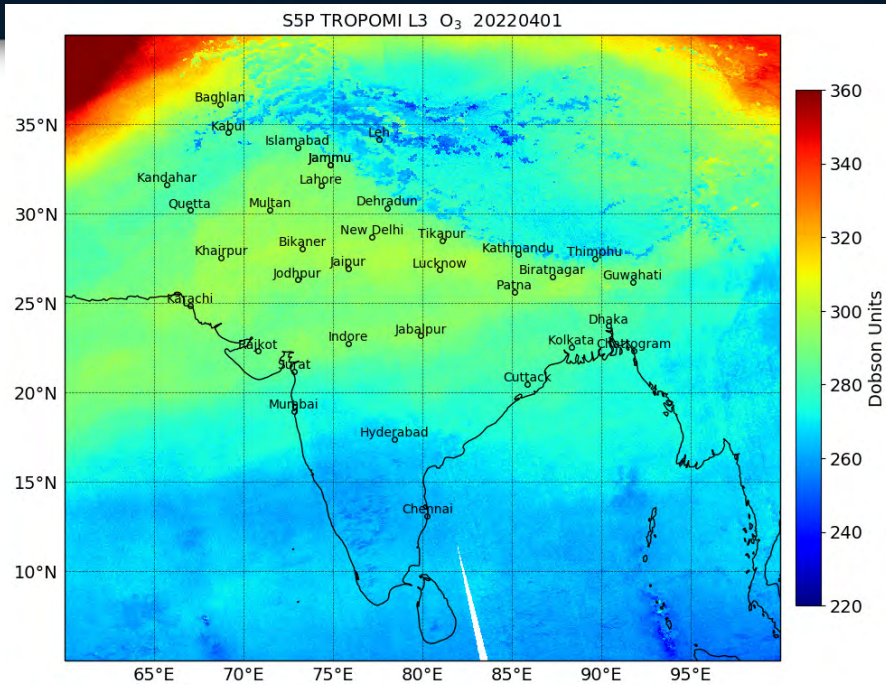 S5P TROPOMI L3 O₃ 20220401
360
Baghlan
35°N
Kabul
Leh
Islamabad
340
Jammu
Kandahar
Lahore
Quetta
Multan
Dehradun
30°N
320
New Delhi
Tikapur
Khairpur
Bikaner
Kathmandu
Thimphu
Jaipur
Lucknow
Biratnagar
Guwahati
Jodhpur
Patna
25°N
300
Karachi
Dhaka
Rajkot
Indore
Jabalpur
Kolkata
Chattogram
Surat
Cuttack
280
20°N
Mumbai
Hyderabad
260
15°N
Chennai
240
10°N
220
65°E 70°E 75°E 80°E 85°E 90°E 95°E
Dobson Units